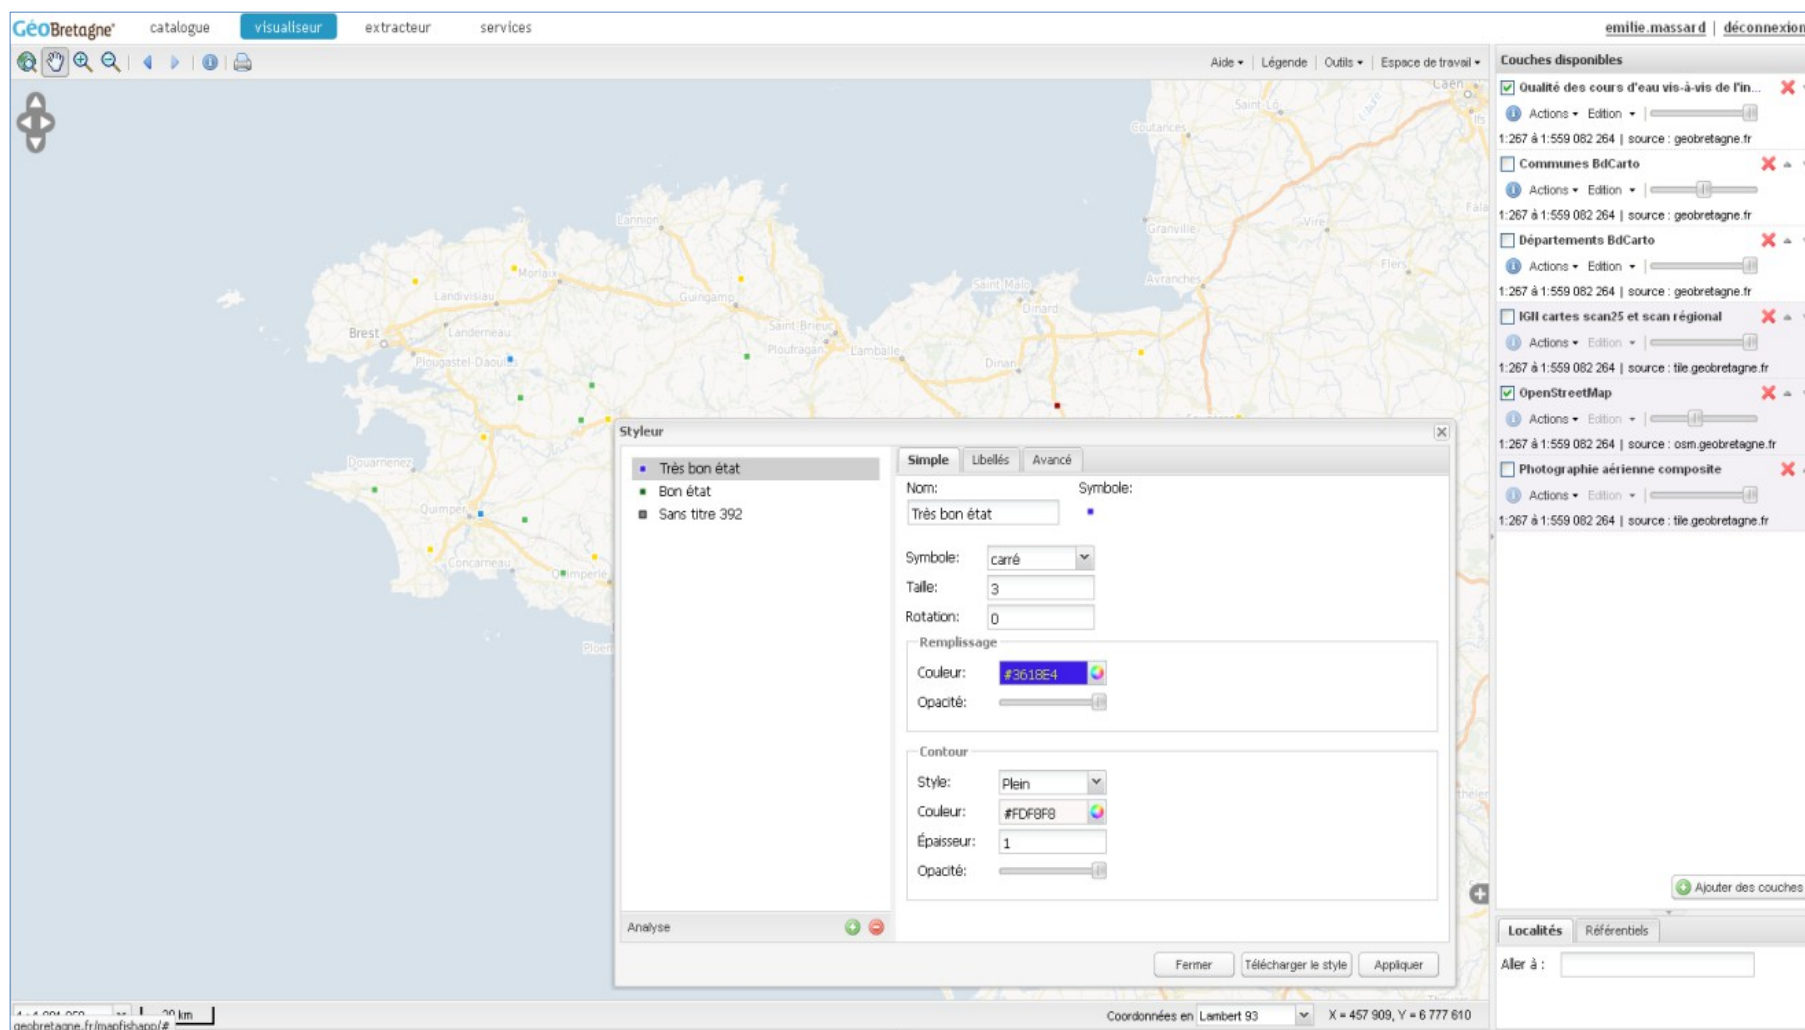 GéoBretagne catalogue visualiseur extracteur services emilie.massard | déconnexion
Aide Légende Outils Espace de travail
Couches disponibles
Qualité des cours d'eau vis-à-vis de l'in...
Actions Edition
1:267 à 1:559 082 264 | source : geobretagne.fr
Communes BdCarto
Actions Edition
1:267 à 1:559 082 264 | source : geobretagne.fr
Départements BdCarto
Actions Edition
1:267 à 1:559 082 264 | source : geobretagne.fr
IGN cartes scan25 et scan régional
Actions Edition
1:267 à 1:559 082 264 | source : tile.geobretagne.fr
OpenStreetMap
Actions Edition
1:267 à 1:559 082 264 | source : osm.geobretagne.fr
Photographie aérienne composite
Actions Edition
1:267 à 1:559 082 264 | source : tile.geobretagne.fr
Ajouter des couches
Localités Référentiels
Aller à :
Caen
Saint-Lô
Ifs
Coutances
Lannion
Granville
Vire
Fala
Morlaix
Avranches
Flers
Landivisiau
Guingamp
Saint-Malo
Dinard
Brest
Landerneau
Saint-Brieuc
Ploufragan
Lamballe
Plougastel-Daoulas
Dinan
Douarnenez
Quimper
Concarneau
Quimperlé
Ploem
Styleur
Très bon état
Bon état
Sans titre 392
Analyse
Simple Libellés Avancé
Nom: Symbole:
Très bon état
Symbole: carré
Taille: 3
Rotation: 0
Remplissage
Couleur: #3618E4
Opacité:
Contour
Style: Plein
Couleur: #FDF8F8
Épaisseur: 1
Opacité:
Fermer Télécharger le style Appliquer
20 km
geobretagne.fr/mapfishapp/#
Coordonnées en Lambert 93 X = 457 909, Y = 6 777 610